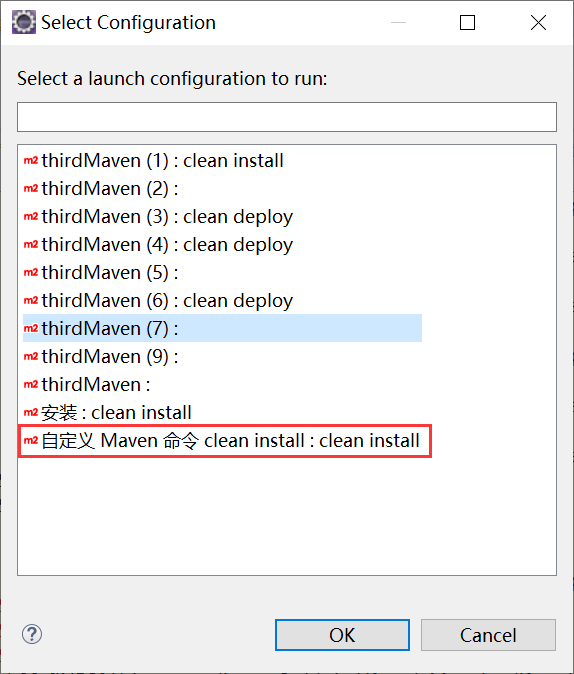 Select Configuration
Select a launch configuration to run:
m2 thirdMaven (1) : clean install
m2 thirdMaven (2) :
m2 thirdMaven (3) : clean deploy
m2 thirdMaven (4) : clean deploy
m2 thirdMaven (5) :
m2 thirdMaven (6) : clean deploy
m2 thirdMaven (7) :
m2 thirdMaven (9) :
m2 thirdMaven :
m2 安装 : clean install
m2 自定义 Maven 命令 clean install : clean install
? OK Cancel